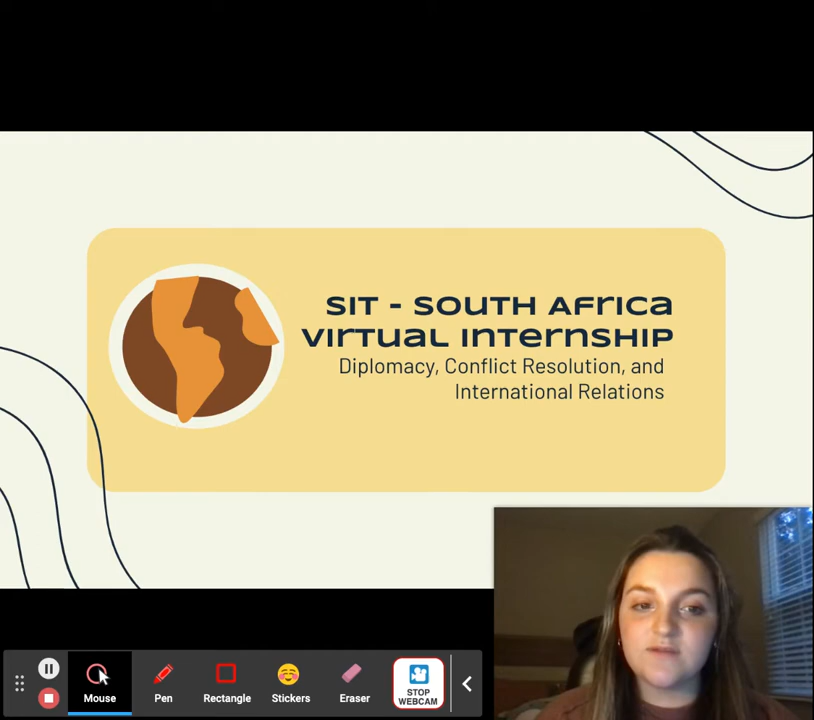 SIT - South Africa
Virtual Internship
Diplomacy, Conflict Resolution, and
International Relations
Mouse
Pen
Rectangle
Stickers
Eraser
STOP
WEBCAM